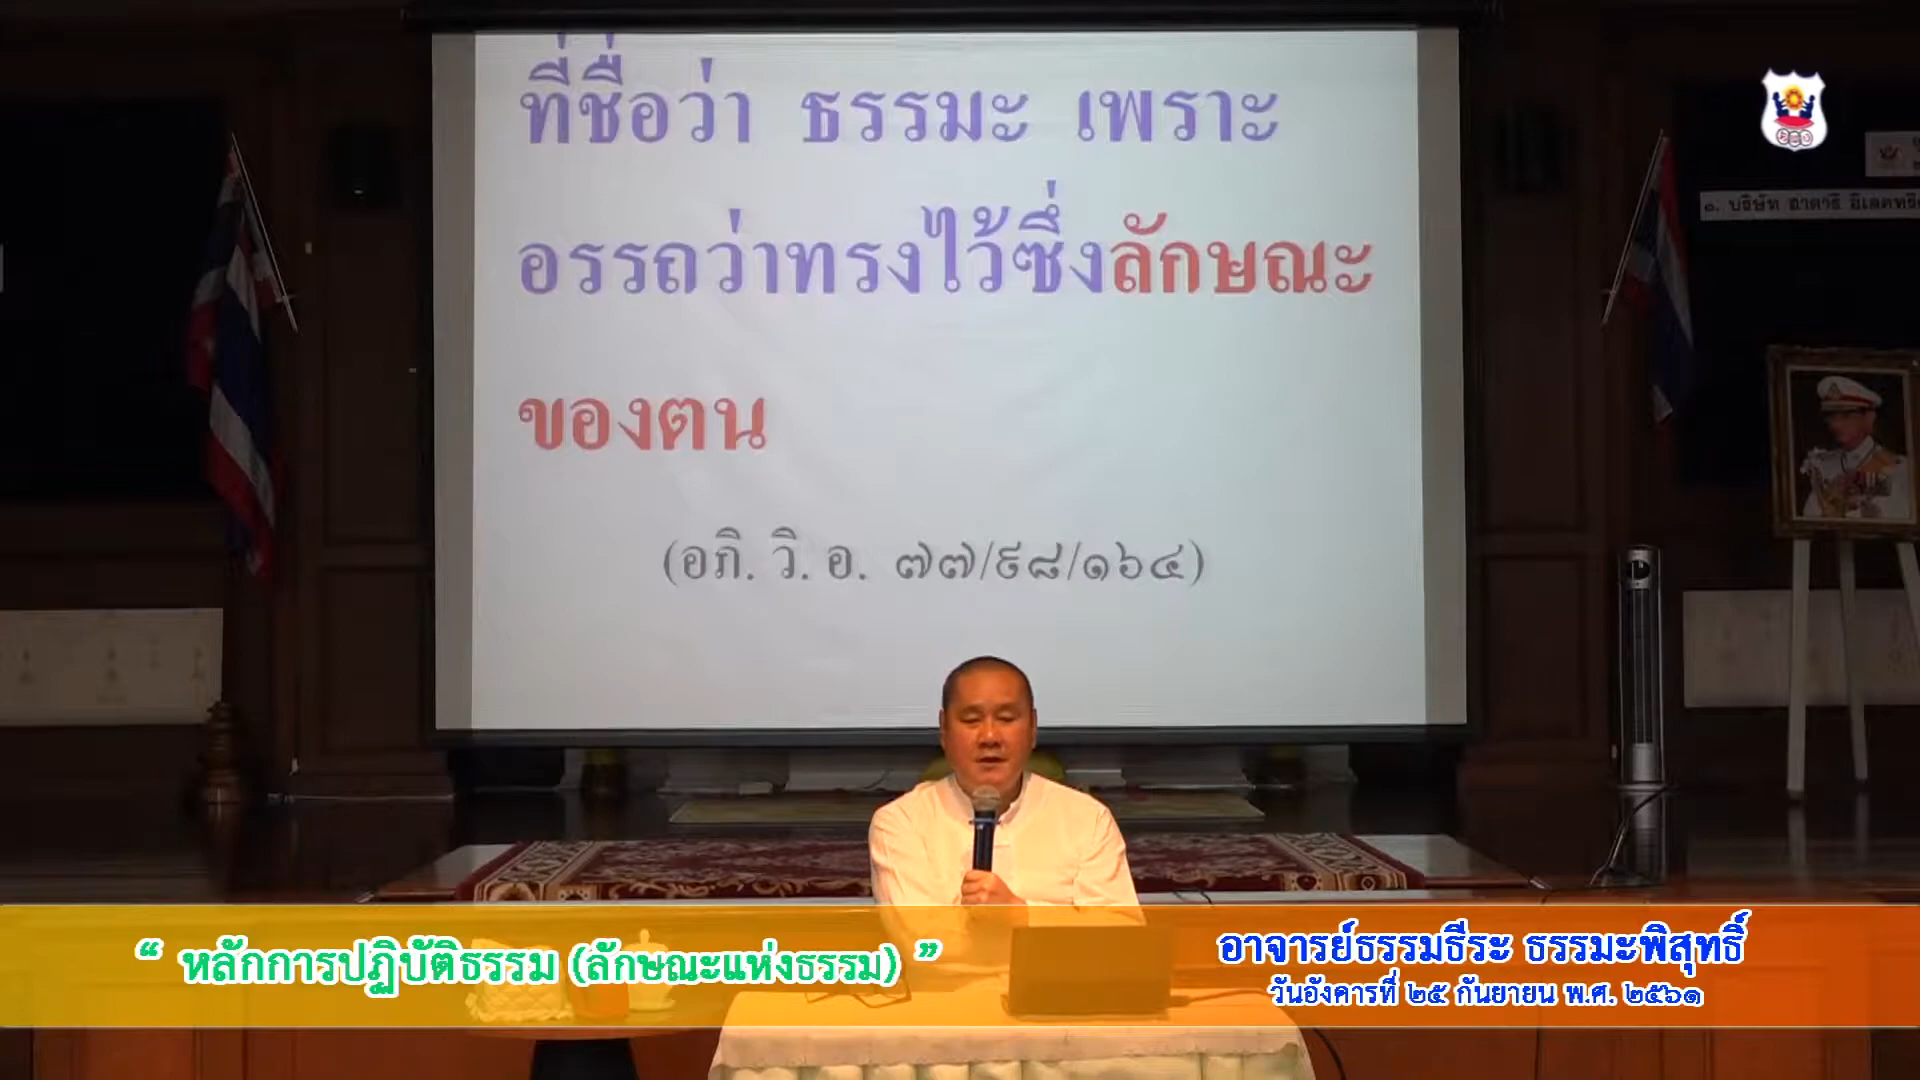 ที่ชื่อว่า ธรรมะ เพราะ
อรรถว่าทรงไว้ซึ่งลักษณะ
ของตน
(อภิ. วิ. อ. ๗๗/๙๘/๑๖๔)
๑. บริษัท
“ หลักการปฏิบัติธรรม (ลักษณะแห่งธรรม) ”
อาจารย์ธรรมธีระ ธรรมะพิสุทธิ์
วันอังคารที่ ๒๕ กันยายน พ.ศ. ๒๕๖๑